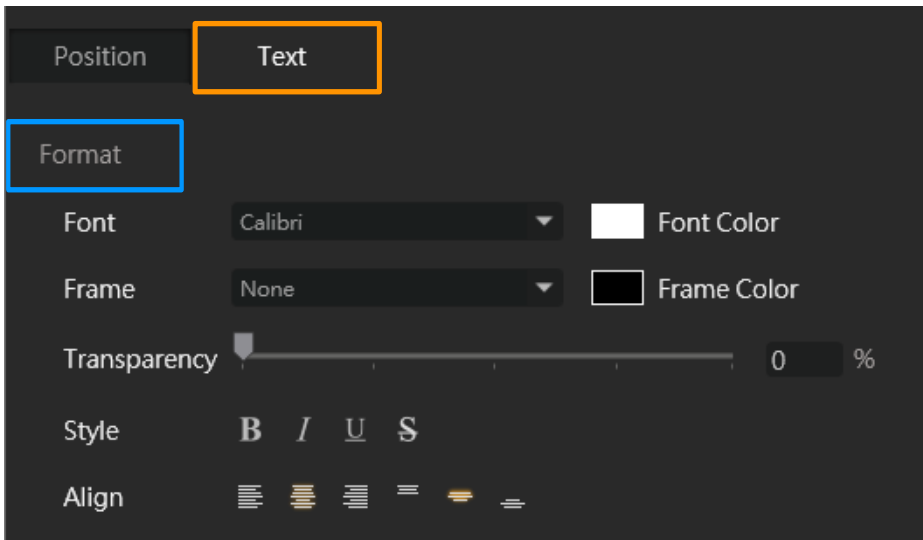 Position Text
Format
Font Calibri Font Color
Frame None Frame Color
Transparency 0 %
Style B I U S
Align